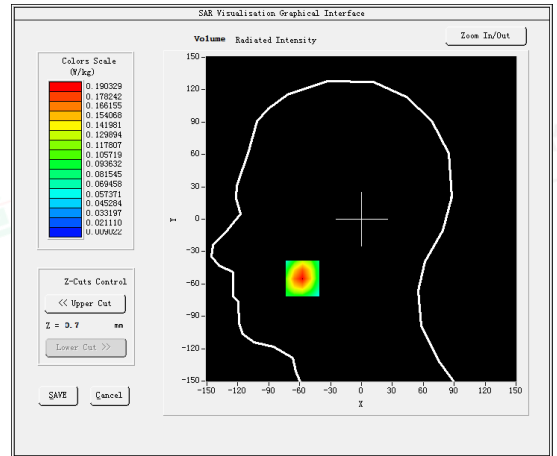 SAR Visualisation Graphical Interface
Volume Radiated Intensity
Zoom In/Out
Colors Scale
(W/kg)
0.190329
0.178242
0.166155
0.154068
0.141981
0.129894
0.117807
0.105719
0.093632
0.081545
0.069458
0.057371
0.045284
0.033197
0.021110
0.009022
Z-Cuts Control
<< Upper Cut
Z = 0.7 mm
Lower Cut >>
SAVE Cancel
150
120
90
60
30
0
-30
-60
-90
-120
-150
Y
-150 -120 -90 -60 -30 0 30 60 90 120 150
X